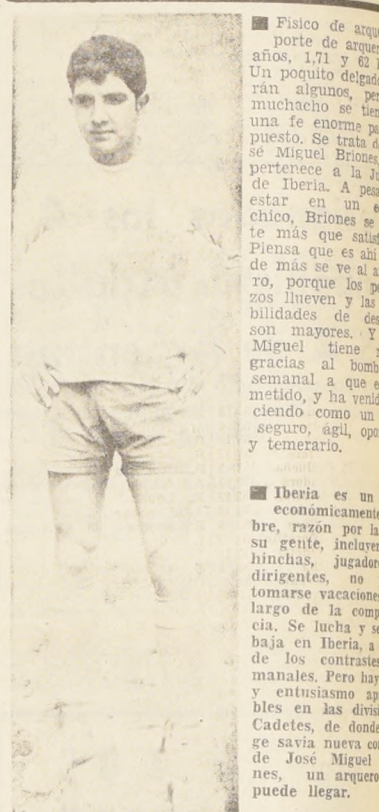 Físico de arque
porte de arquer
años, 1,71 y 62
Un poquito delgad
rán algunos, per
muchacho se tien
una fe enorme pa
puesto. Se trata d
sé Miguel Briones,
pertenece a la Ju
de Iberia. A pesa
estar en un e
chico, Briones se
te más que satisf
Piensa que es ahí
de más se ve al a
ro, porque los pe
zos llueven y las
bilidades de des
son mayores. Y
Miguel tiene
gracias al bomb
semanal a que e
metido, y ha venid
ciendo como un
seguro, ágil, opo
y temerario.
Iberia es un
económicamente
bre, razón por la
su gente, incluyen
hinchas, jugador
dirigentes, no
tomarse vacacione
largo de la comp
cia. Se lucha y se
baja en Iberia, a
de los contrastes
manales. Pero hay
y entusiasmo ap
bles en las divisi
Cadetes, de donde
ge savia nueva co
de José Miguel
nes, un arquero
puede llegar.